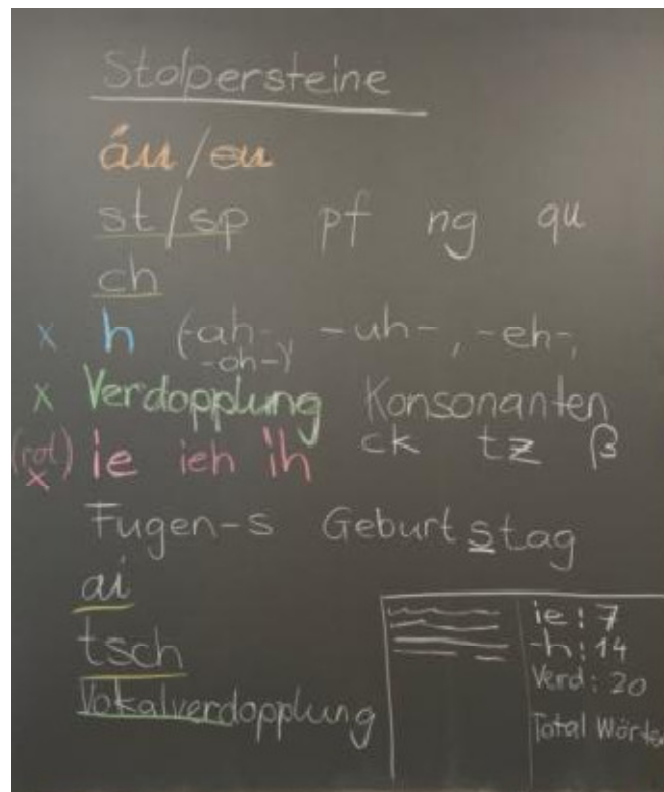 Stolpersteine
äu/eu
st/sp pf ng qu
ch
x h (-ah-, -uh-, -eh-,
-oh-)
x Verdopplung Konsonanten
(rot) ie ieh ih ck tz ß
x
Fugen-s Geburtstag
ai
tsch
Vokalverdopplung
ie: 7
-h: 14
Verd: 20
Total Wörter